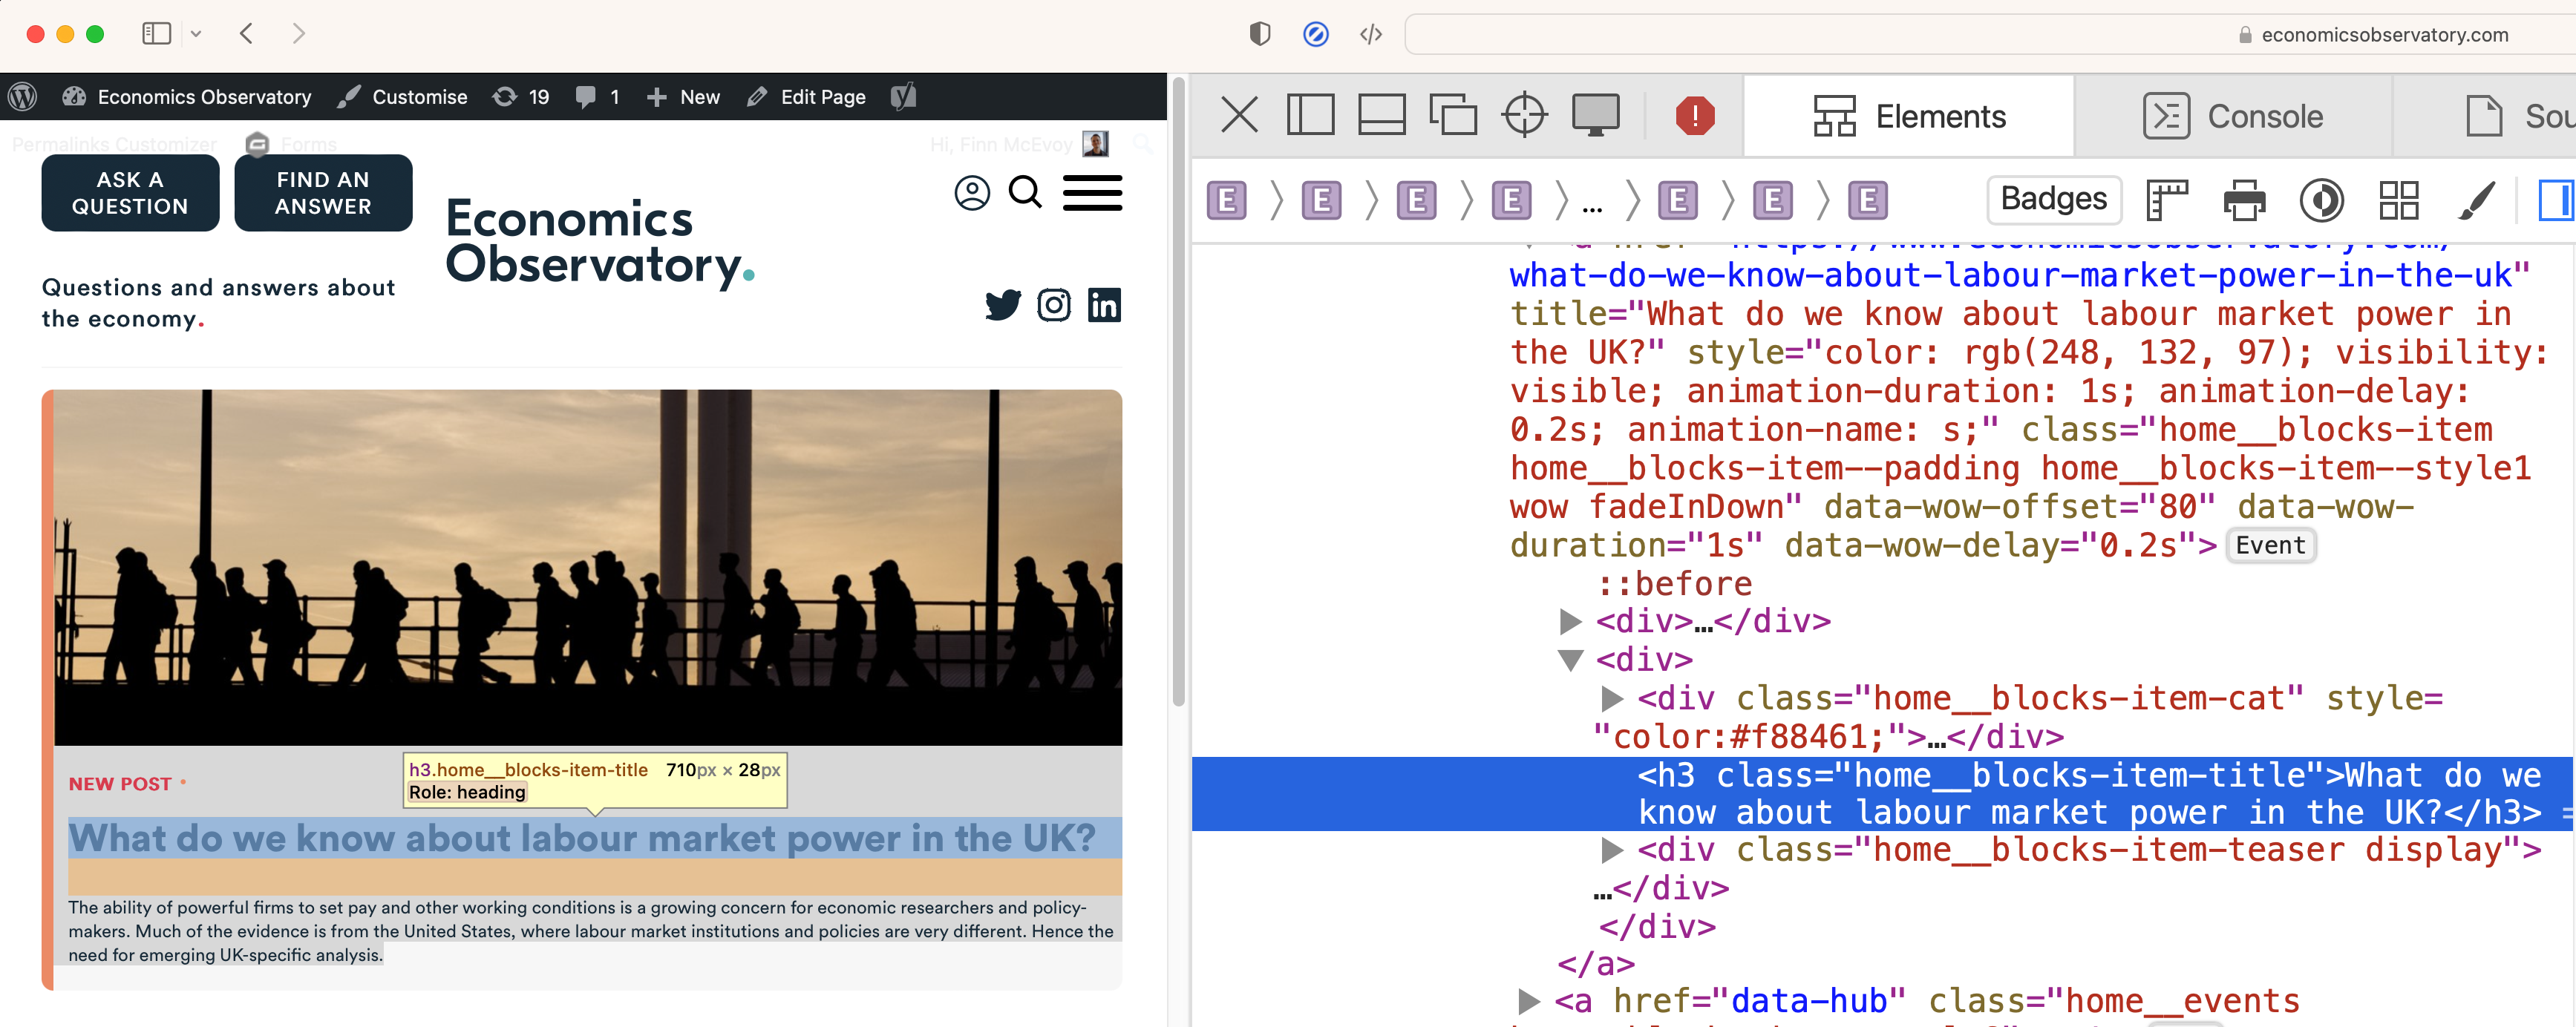 economicsobservatory.com
Economics Observatory Customise 19 1 New Edit Page
Permalinks Customizer Forms Hi, Finn McEvoy
ASK A QUESTION
FIND AN ANSWER
Economics
Observatory.
Questions and answers about
the economy.
NEW POST •
h3.home__blocks-item-title 710px × 28px
Role: heading
What do we know about labour market power in the UK?
The ability of powerful firms to set pay and other working conditions is a growing concern for economic researchers and policy-
makers. Much of the evidence is from the United States, where labour market institutions and policies are very different. Hence the
need for emerging UK-specific analysis.
Elements Console Sou
E E E E … E E E Badges
what-do-we-know-about-labour-market-power-in-the-uk"
title="What do we know about labour market power in
the UK?" style="color: rgb(248, 132, 97); visibility:
visible; animation-duration: 1s; animation-delay:
0.2s; animation-name: s;" class="home__blocks-item
home__blocks-item--padding home__blocks-item--style1
wow fadeInDown" data-wow-offset="80" data-wow-
duration="1s" data-wow-delay="0.2s"> Event
::before
<div>…</div>
<div>
<div class="home__blocks-item-cat" style=
"color:#f88461;">…</div>
<h3 class="home__blocks-item-title">What do we
know about labour market power in the UK?</h3> =
<div class="home__blocks-item-teaser display">
…</div>
</div>
</a>
<a href="data-hub" class="home__events